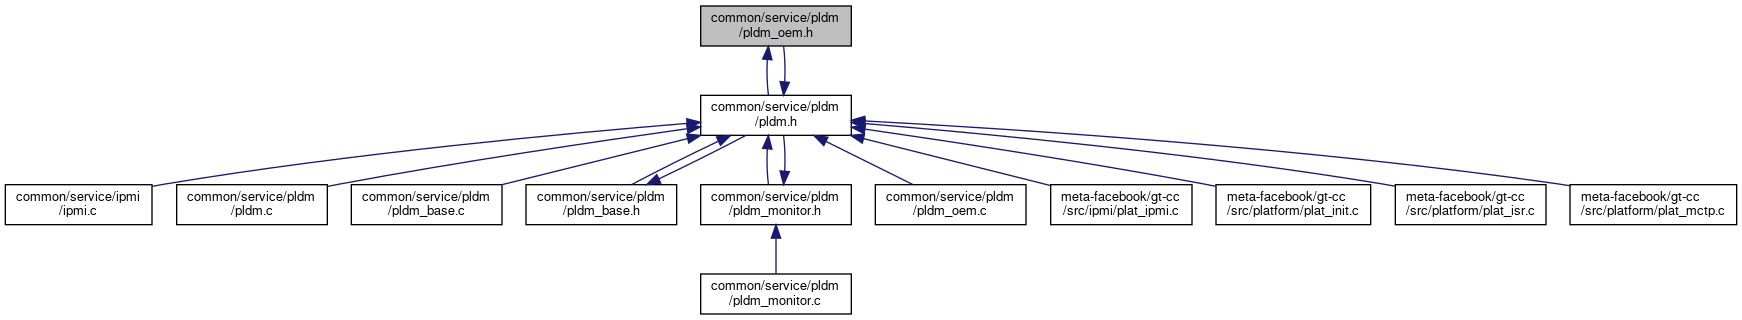 common/service/pldm
/pldm_oem.h
common/service/pldm
/pldm.h
common/service/ipmi
/ipmi.c
common/service/pldm
/pldm.c
common/service/pldm
/pldm_base.c
common/service/pldm
/pldm_base.h
common/service/pldm
/pldm_monitor.h
common/service/pldm
/pldm_oem.c
meta-facebook/gt-cc
/src/ipmi/plat_ipmi.c
meta-facebook/gt-cc
/src/platform/plat_init.c
meta-facebook/gt-cc
/src/platform/plat_isr.c
meta-facebook/gt-cc
/src/platform/plat_mctp.c
common/service/pldm
/pldm_monitor.c